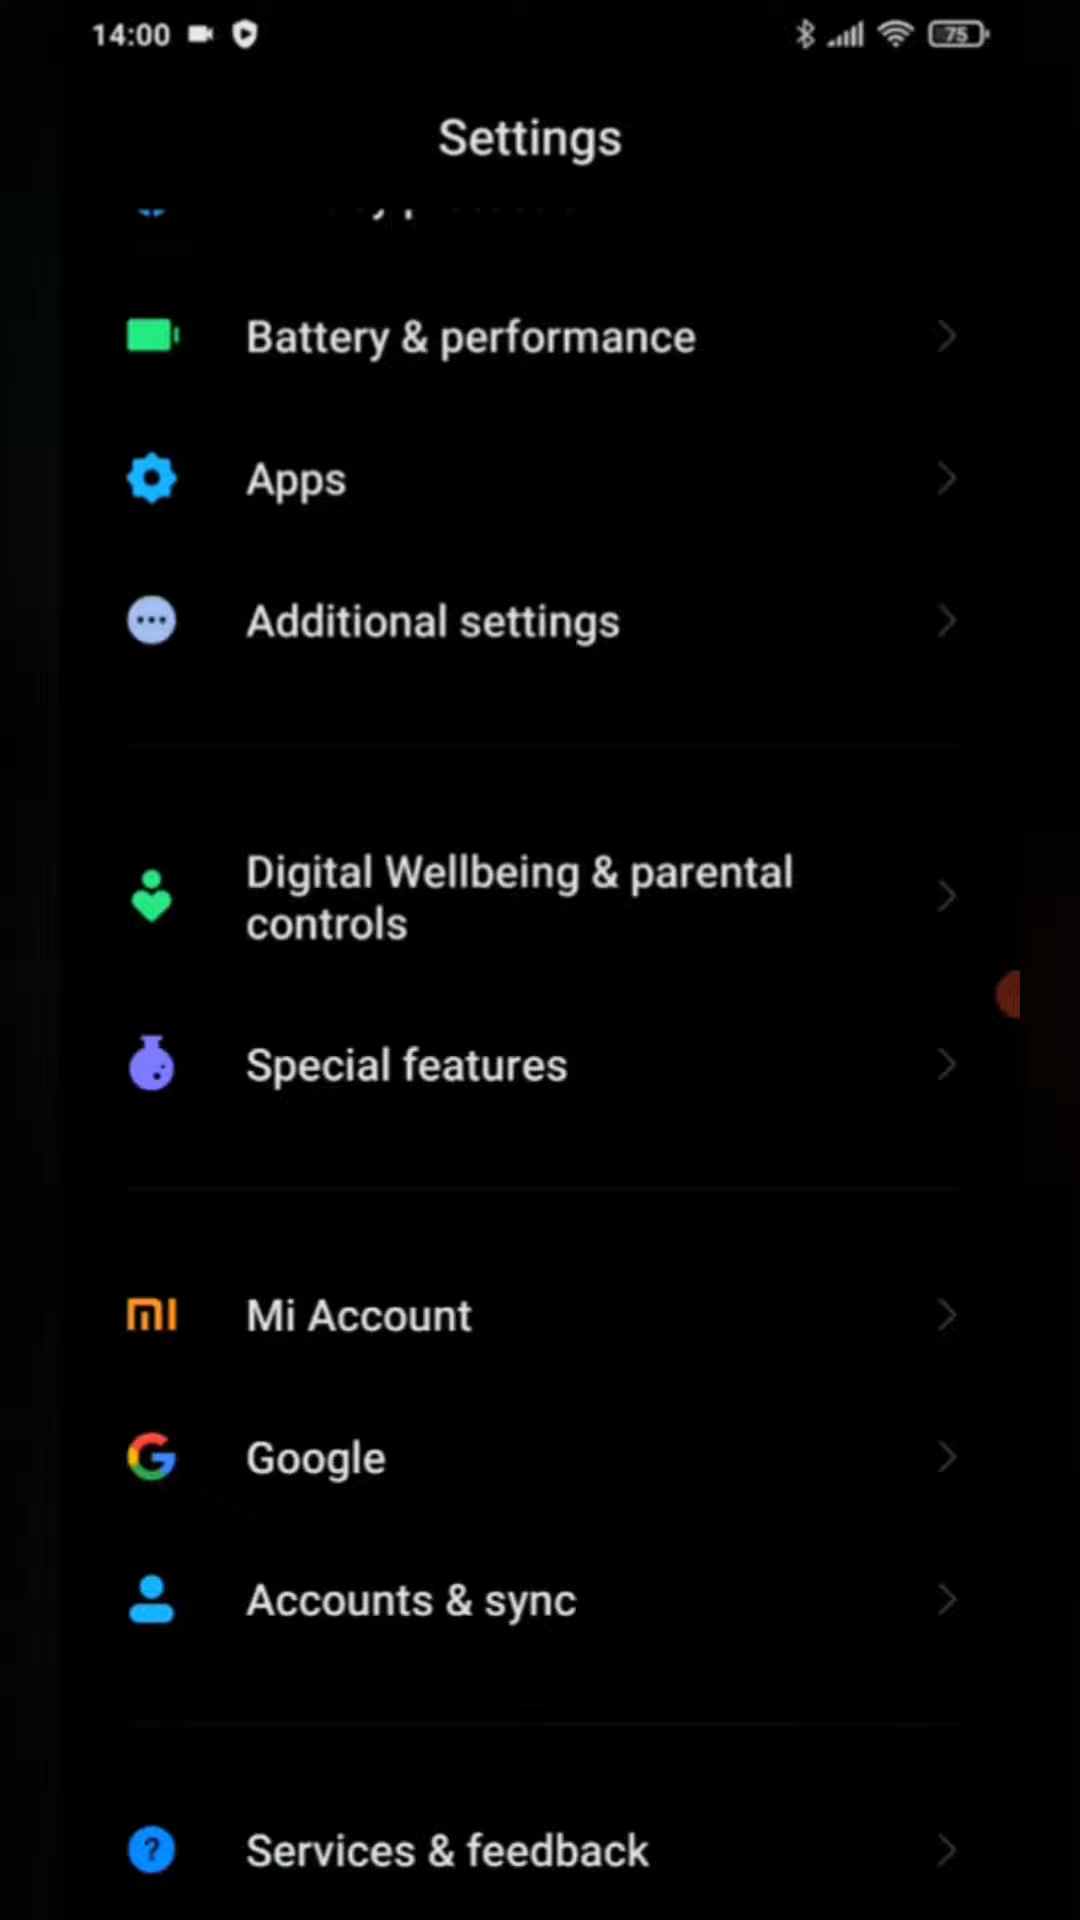 14:00
75
Settings
Battery & performance
Apps
Additional settings
Digital Wellbeing & parental
controls
Special features
Mi Account
Google
Accounts & sync
Services & feedback